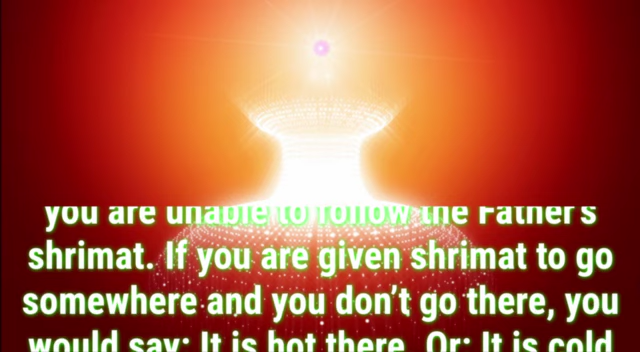 you are unable to follow the Father's
shrimat. If you are given shrimat to go
somewhere and you don't go there, you
would say: It is hot there. Or: It is cold